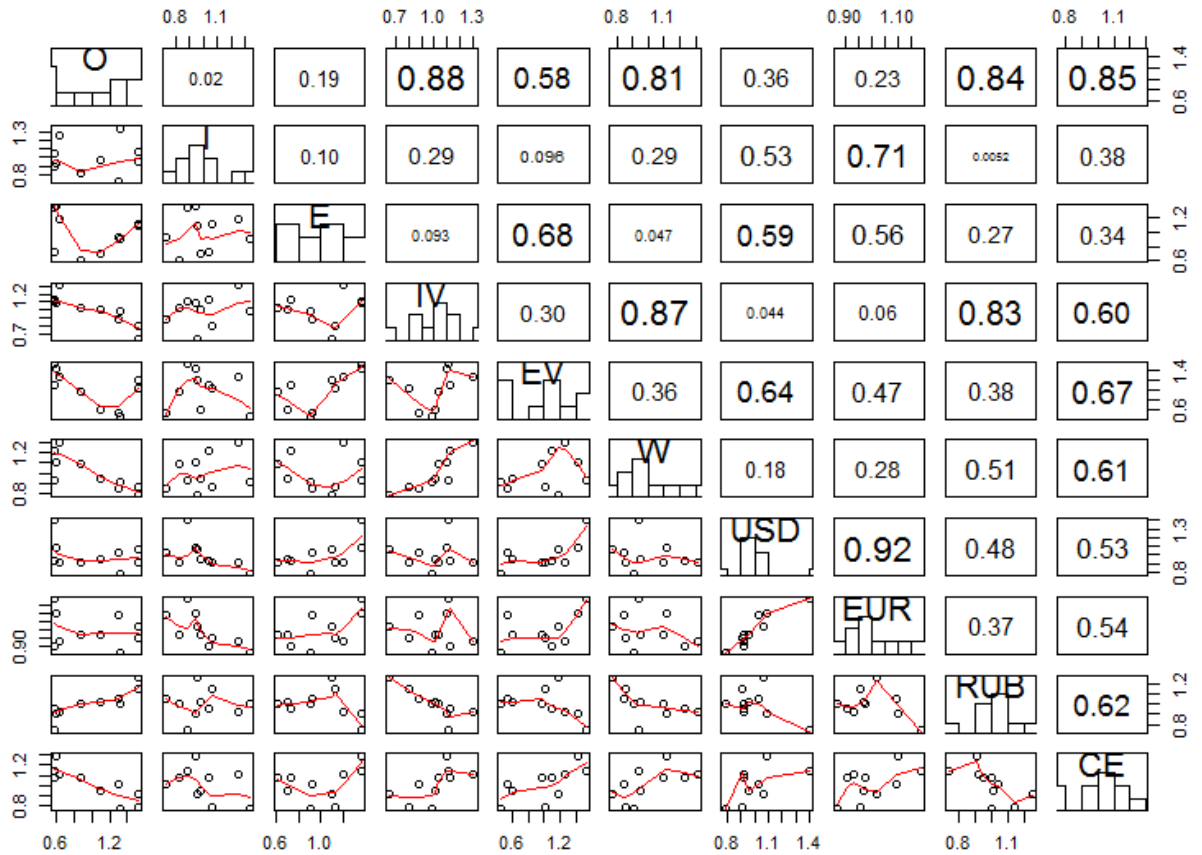 0.8 1.1 0.7 1.0 1.3 0.8 1.1 0.90 1.10 0.8 1.1
O 0.02 0.19 0.88 0.58 0.81 0.36 0.23 0.84 0.85 0.6 1.4
0.8 1.3 I 0.10 0.29 0.096 0.29 0.53 0.71 0.0052 0.38
E 0.093 0.68 0.047 0.59 0.56 0.27 0.34 0.6 1.2
0.7 1.2 IV 0.30 0.87 0.044 0.06 0.83 0.60
EV 0.36 0.64 0.47 0.38 0.67 0.6 1.4
0.8 1.2 W 0.18 0.28 0.51 0.61
USD 0.92 0.48 0.53 0.8 1.3
0.90 EUR 0.37 0.54
RUB 0.62 0.8 1.2
0.8 1.2 CE
0.6 1.2 0.6 1.0 0.6 1.2 0.8 1.1 1.4 0.8 1.1